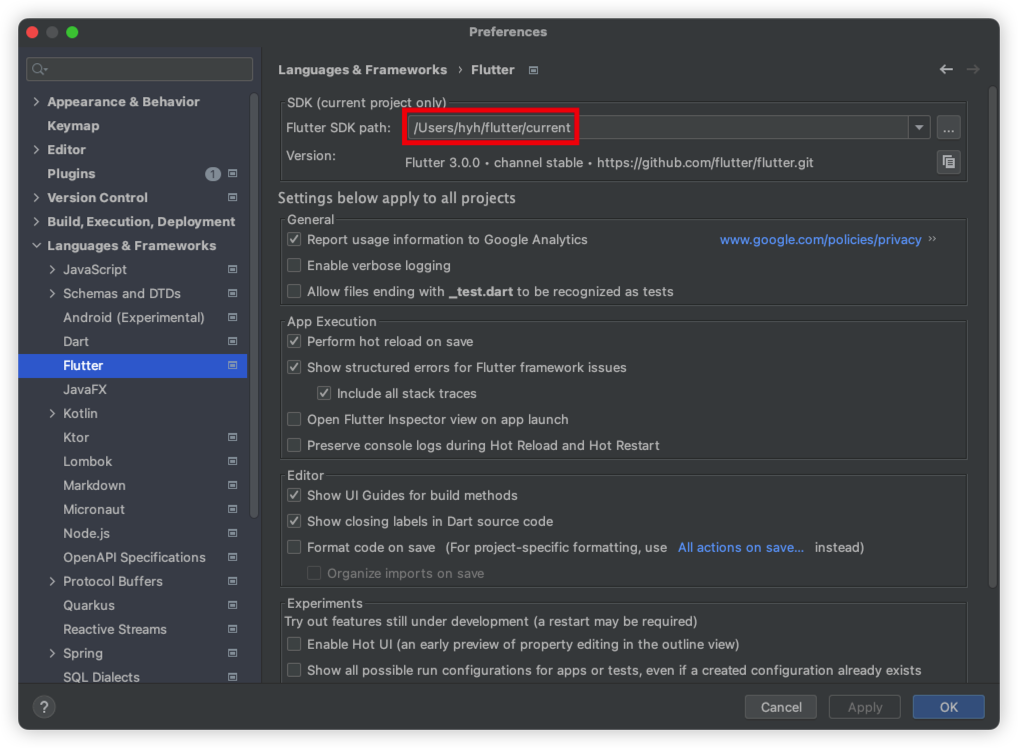 Preferences
Appearance & Behavior
Keymap
Editor
Plugins 1
Version Control
Build, Execution, Deployment
Languages & Frameworks
JavaScript
Schemas and DTDs
Android (Experimental)
Dart
Flutter
JavaFX
Kotlin
Ktor
Lombok
Markdown
Micronaut
Node.js
OpenAPI Specifications
Protocol Buffers
Quarkus
Reactive Streams
Spring
SQL Dialects
Languages & Frameworks › Flutter
SDK (current project only)
Flutter SDK path: /Users/hyh/flutter/current ...
Version: Flutter 3.0.0 • channel stable • https://github.com/flutter/flutter.git
Settings below apply to all projects
General
Report usage information to Google Analytics www.google.com/policies/privacy »
Enable verbose logging
Allow files ending with _test.dart to be recognized as tests
App Execution
Perform hot reload on save
Show structured errors for Flutter framework issues
Include all stack traces
Open Flutter Inspector view on app launch
Preserve console logs during Hot Reload and Hot Restart
Editor
Show UI Guides for build methods
Show closing labels in Dart source code
Format code on save (For project-specific formatting, use All actions on save... instead)
Organize imports on save
Experiments
Try out features still under development (a restart may be required)
Enable Hot UI (an early preview of property editing in the outline view)
Show all possible run configurations for apps or tests, even if a created configuration already exists
? Cancel Apply OK